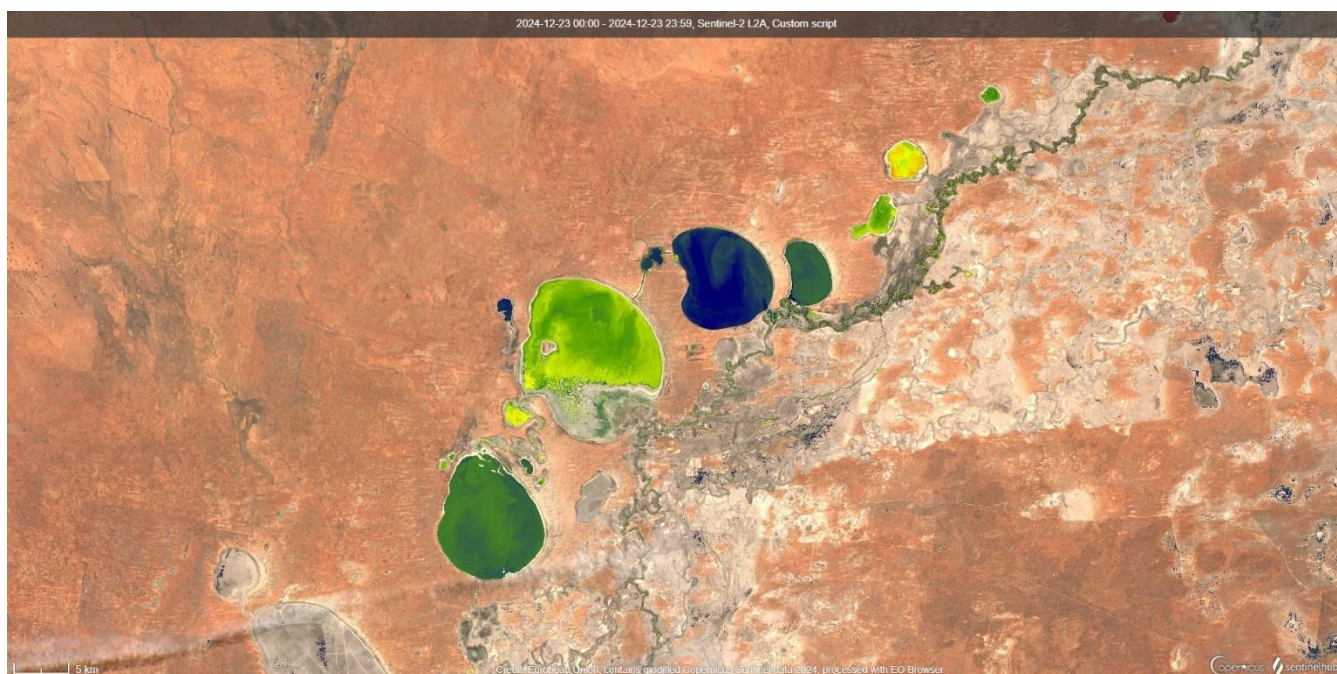 2024-12-23 00:00 - 2024-12-23 23:59, Sentinel-2 L2A, Custom script
5 km
Credit: European Union, contains modified Copernicus Sentinel data 2024, processed with EO Browser
opernicus sentinelhub